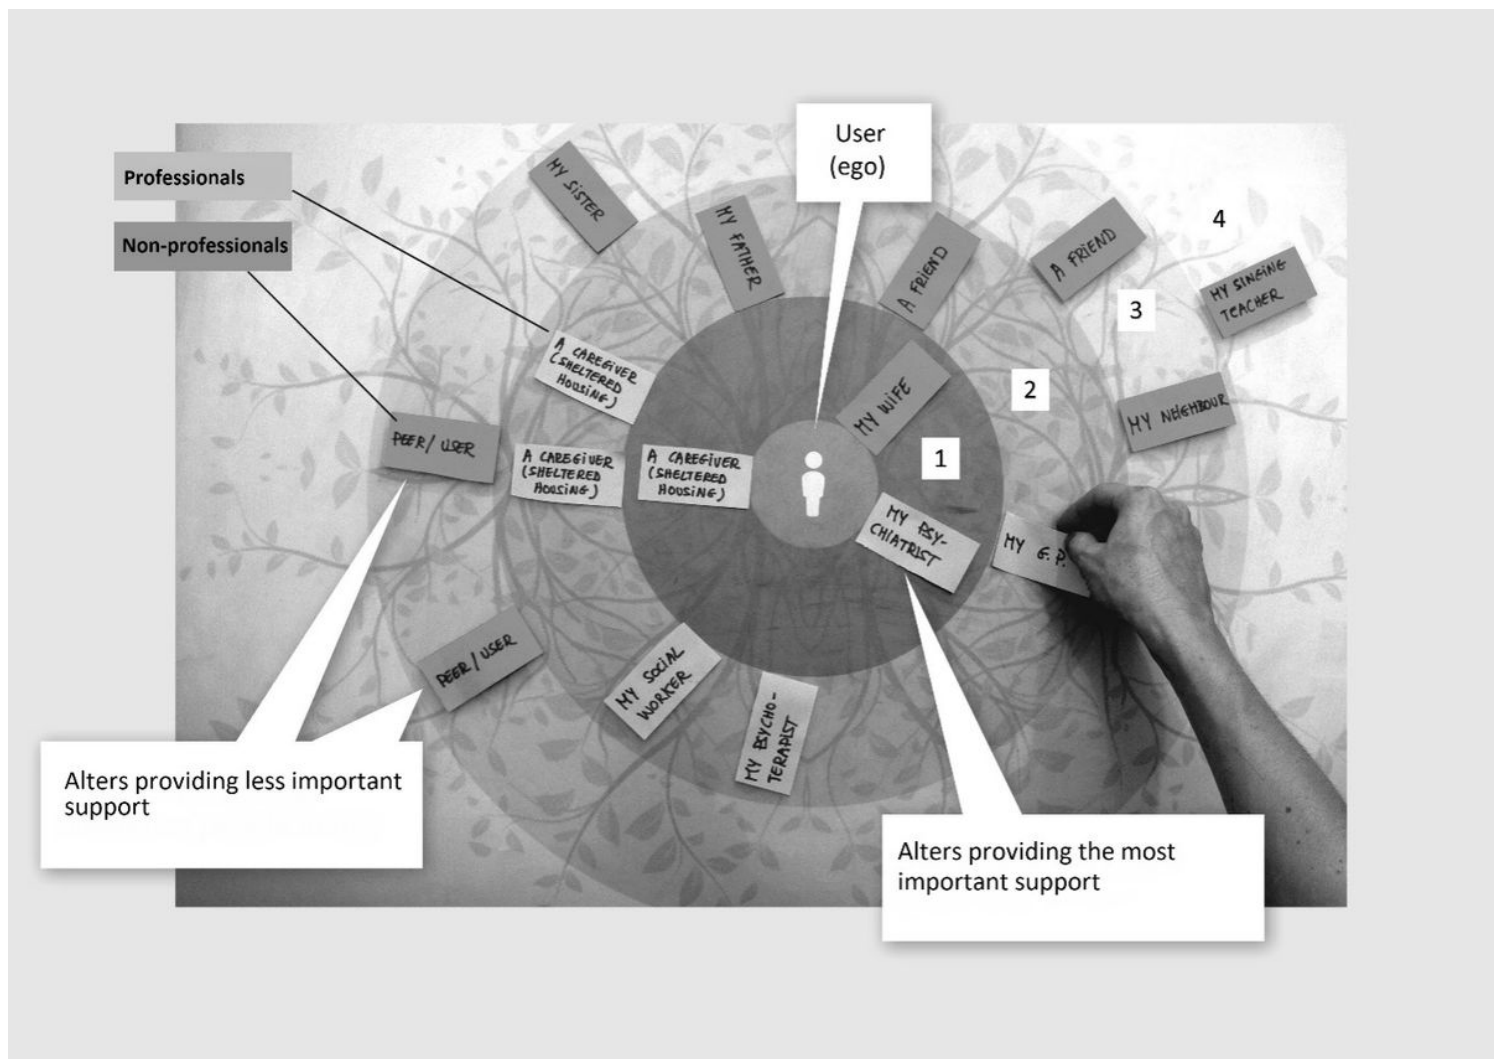 User
(ego)
Professionals
Non-professionals
MY SISTER
MY FATHER
A FRIEND
A FRIEND
4
MY SINGING
TEACHER
3
A CAREGIVER
(SHELTERED
HOUSING)
MY WIFE
2
MY NEIGHBOUR
PEER/USER
A CAREGIVER
(SHELTERED
HOUSING)
A CAREGIVER
(SHELTERED
HOUSING)
1
MY PSY-
CHIATRIST
MY G.P.
PEER/USER
MY SOCIAL
WORKER
MY PSYCHO-
TERAPIST
Alters providing less important
support
Alters providing the most
important support